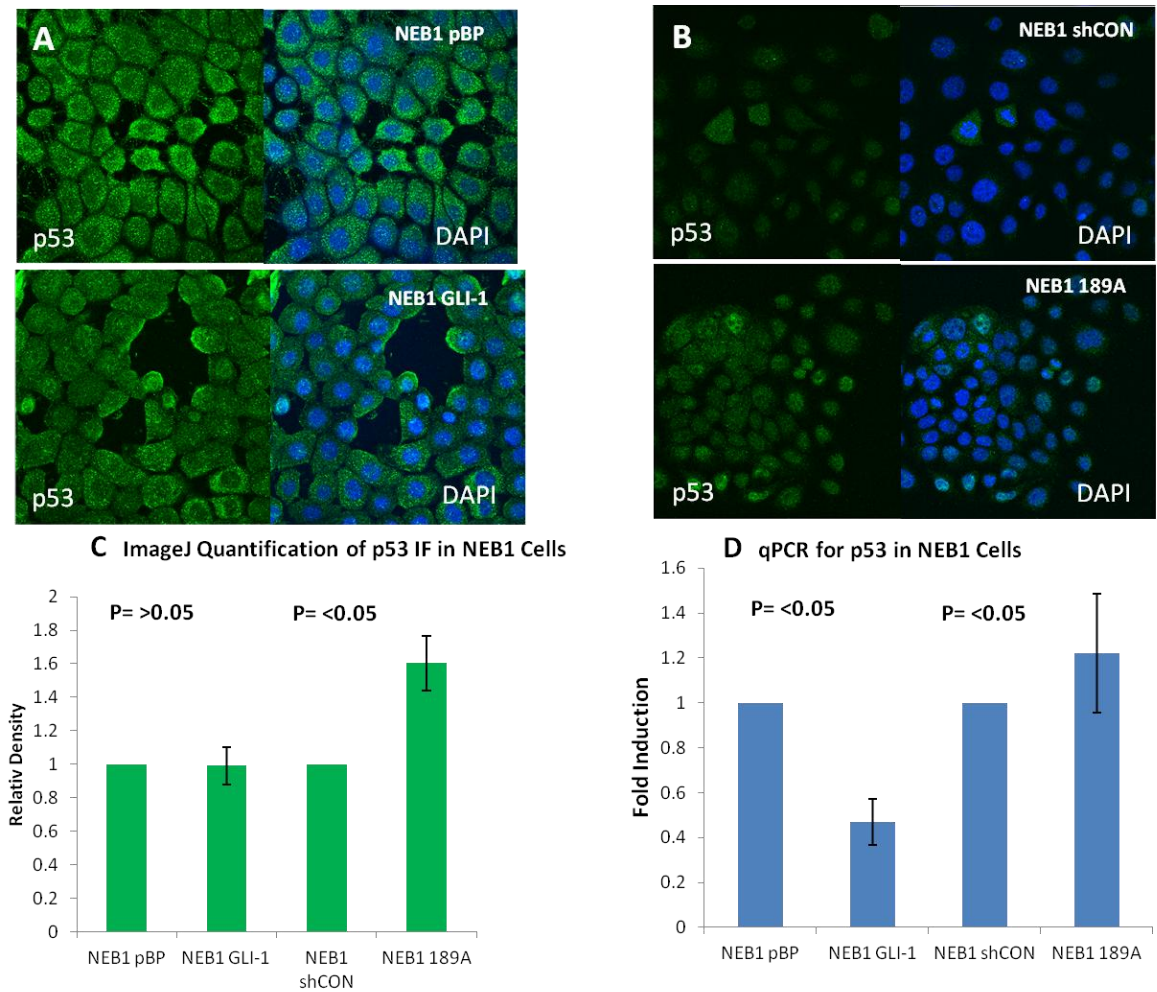 A
NEB1 pBP
p53
DAPI
NEB1 GLI-1
p53
DAPI
B
NEB1 shCON
p53
DAPI
NEB1 189A
p53
DAPI
C ImageJ Quantification of p53 IF in NEB1 Cells
P= >0.05
P= <0.05
Relativ Density
2
1.8
1.6
1.4
1.2
1
0.8
0.6
0.4
0.2
0
NEB1 pBP
NEB1 GLI-1
NEB1
shCON
NEB1 189A
D qPCR for p53 in NEB1 Cells
P= <0.05
P= <0.05
Fold Induction
1.6
1.4
1.2
1
0.8
0.6
0.4
0.2
0
NEB1 pBP
NEB1 GLI-1
NEB1 shCON
NEB1 189A